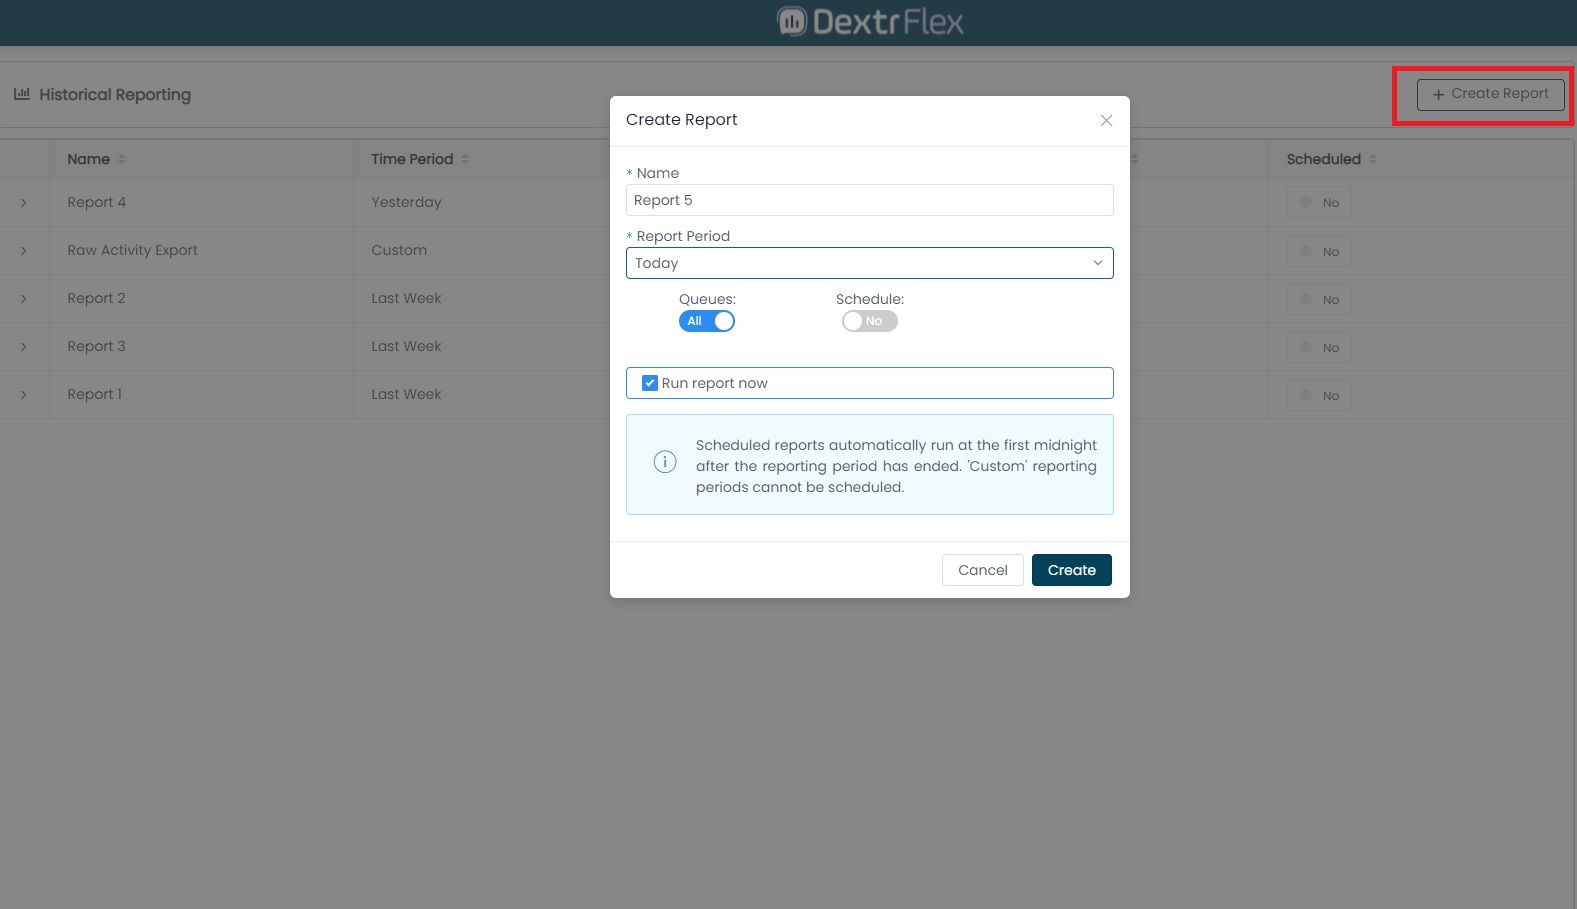 DextrFlex
Historical Reporting
+ Create Report
Name
Time Period
Scheduled
Report 4
Yesterday
No
Raw Activity Export
Custom
No
Report 2
Last Week
No
Report 3
Last Week
No
Report 1
Last Week
No
Create Report
* Name
Report 5
* Report Period
Today
Queues:
Schedule:
All
No
Run report now
Scheduled reports automatically run at the first midnight
after the reporting period has ended. 'Custom' reporting
periods cannot be scheduled.
Cancel
Create